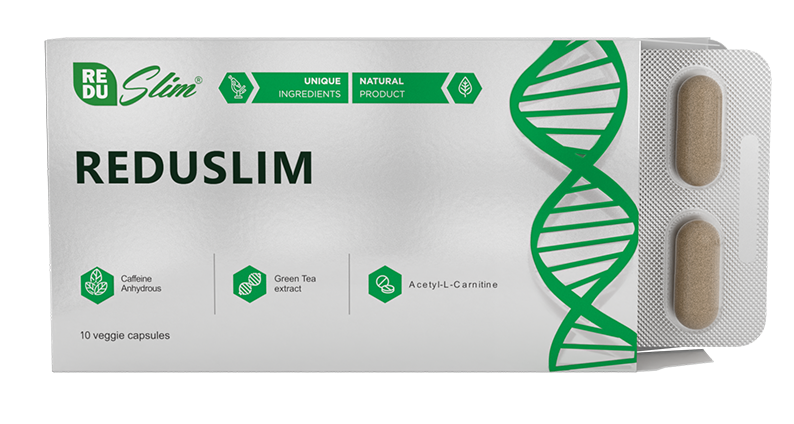 RE
DU
Slim®
UNIQUE
INGREDIENTS
NATURAL
PRODUCT
REDUSLIM
Caffeine
Anhydrous
Green Tea
extract
Acetyl-L-Carnitine
10 veggie capsules